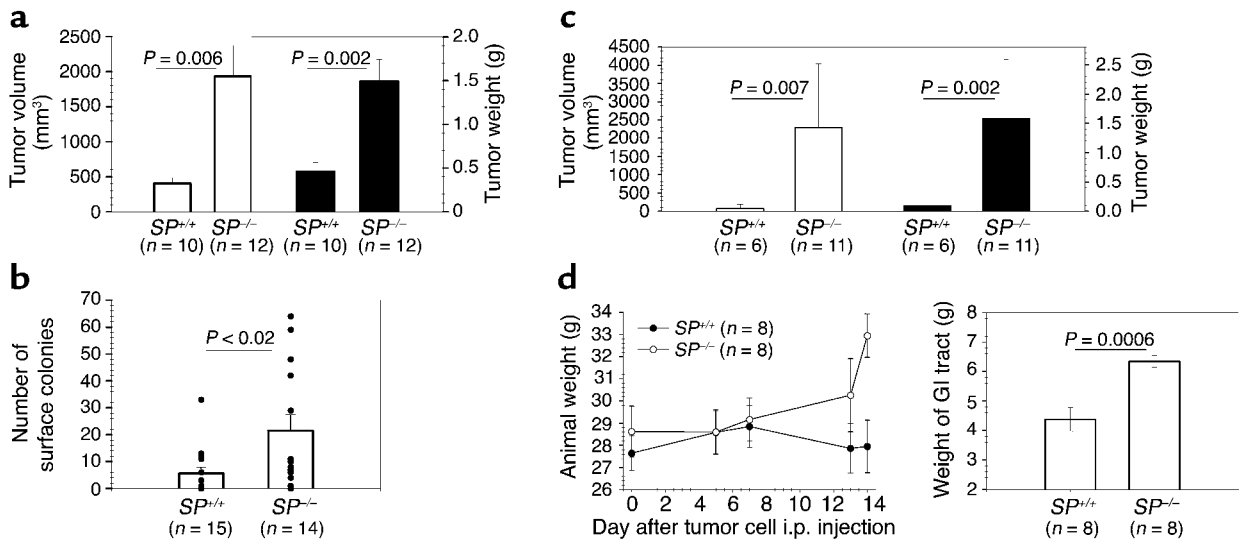 a
Tumor volume
(mm³)
2500
2000
1500
1000
500
0
P = 0.006
P = 0.002
2.0
1.5
1.0
0.5
0
Tumor weight (g)
SP+/+
(n = 10)
SP–/–
(n = 12)
SP+/+
(n = 10)
SP–/–
(n = 12)
c
Tumor volume
(mm³)
4500
4000
3500
3000
2500
2000
1500
1000
500
0
P = 0.007
P = 0.002
2.5
2.0
1.5
1.0
0.5
0.0
Tumor weight (g)
SP+/+
(n = 6)
SP–/–
(n = 11)
SP+/+
(n = 6)
SP–/–
(n = 11)
b
Number of
surface colonies
70
60
50
40
30
20
10
0
P < 0.02
SP+/+
(n = 15)
SP–/–
(n = 14)
d
Animal weight (g)
34
33
32
31
30
29
28
27
26
SP+/+ (n = 8)
SP–/– (n = 8)
0 2 4 6 8 10 12 14
Day after tumor cell i.p. injection
Weight of GI tract (g)
8
7
6
5
4
3
2
P = 0.0006
SP+/+
(n = 8)
SP–/–
(n = 8)